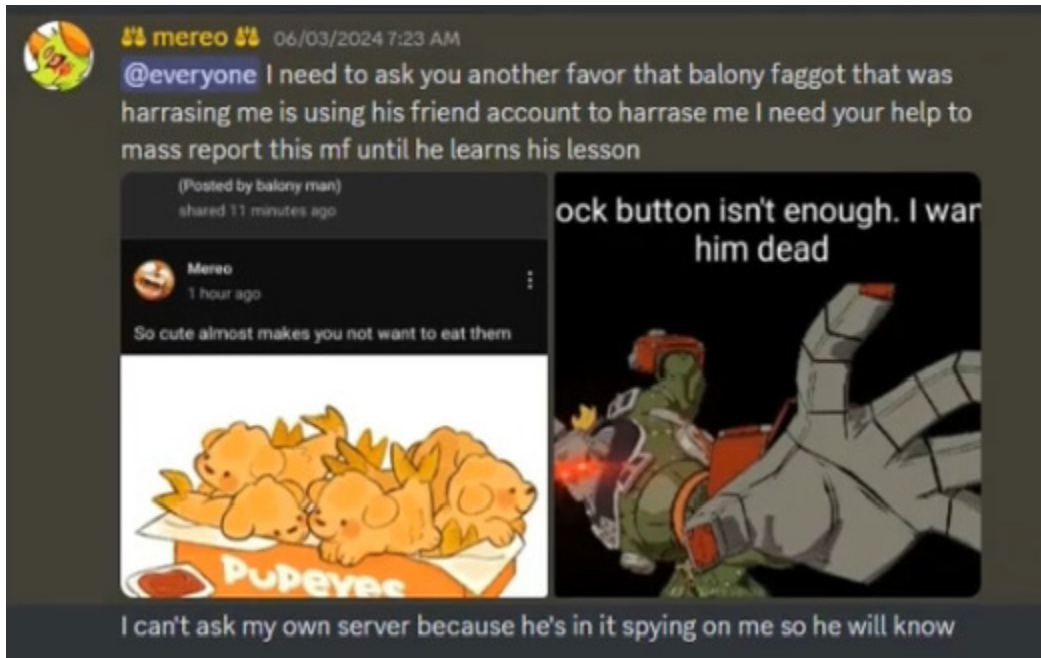 mereo 06/03/2024 7:23 AM
@everyone I need to ask you another favor that balony faggot that was
harrasing me is using his friend account to harrase me I need your help to
mass report this mf until he learns his lesson
(Posted by balony man)
shared 11 minutes ago
Mereo
1 hour ago
So cute almost makes you not want to eat them
PUPEYES
ock button isn't enough. I wan
him dead
I can't ask my own server because he's in it spying on me so he will know